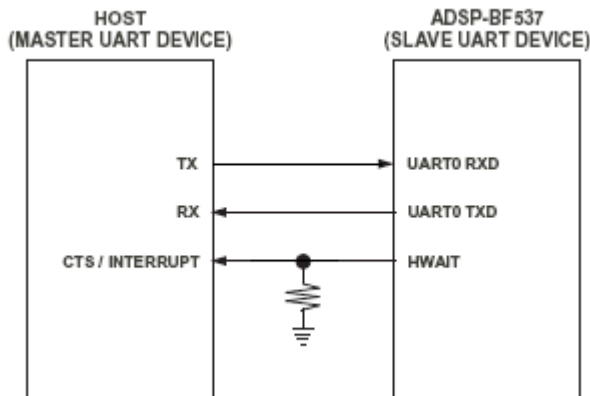 HOST
(MASTER UART DEVICE)
ADSP-BF537
(SLAVE UART DEVICE)
TX
UART0 RXD
RX
UART0 TXD
CTS / INTERRUPT
HWAIT